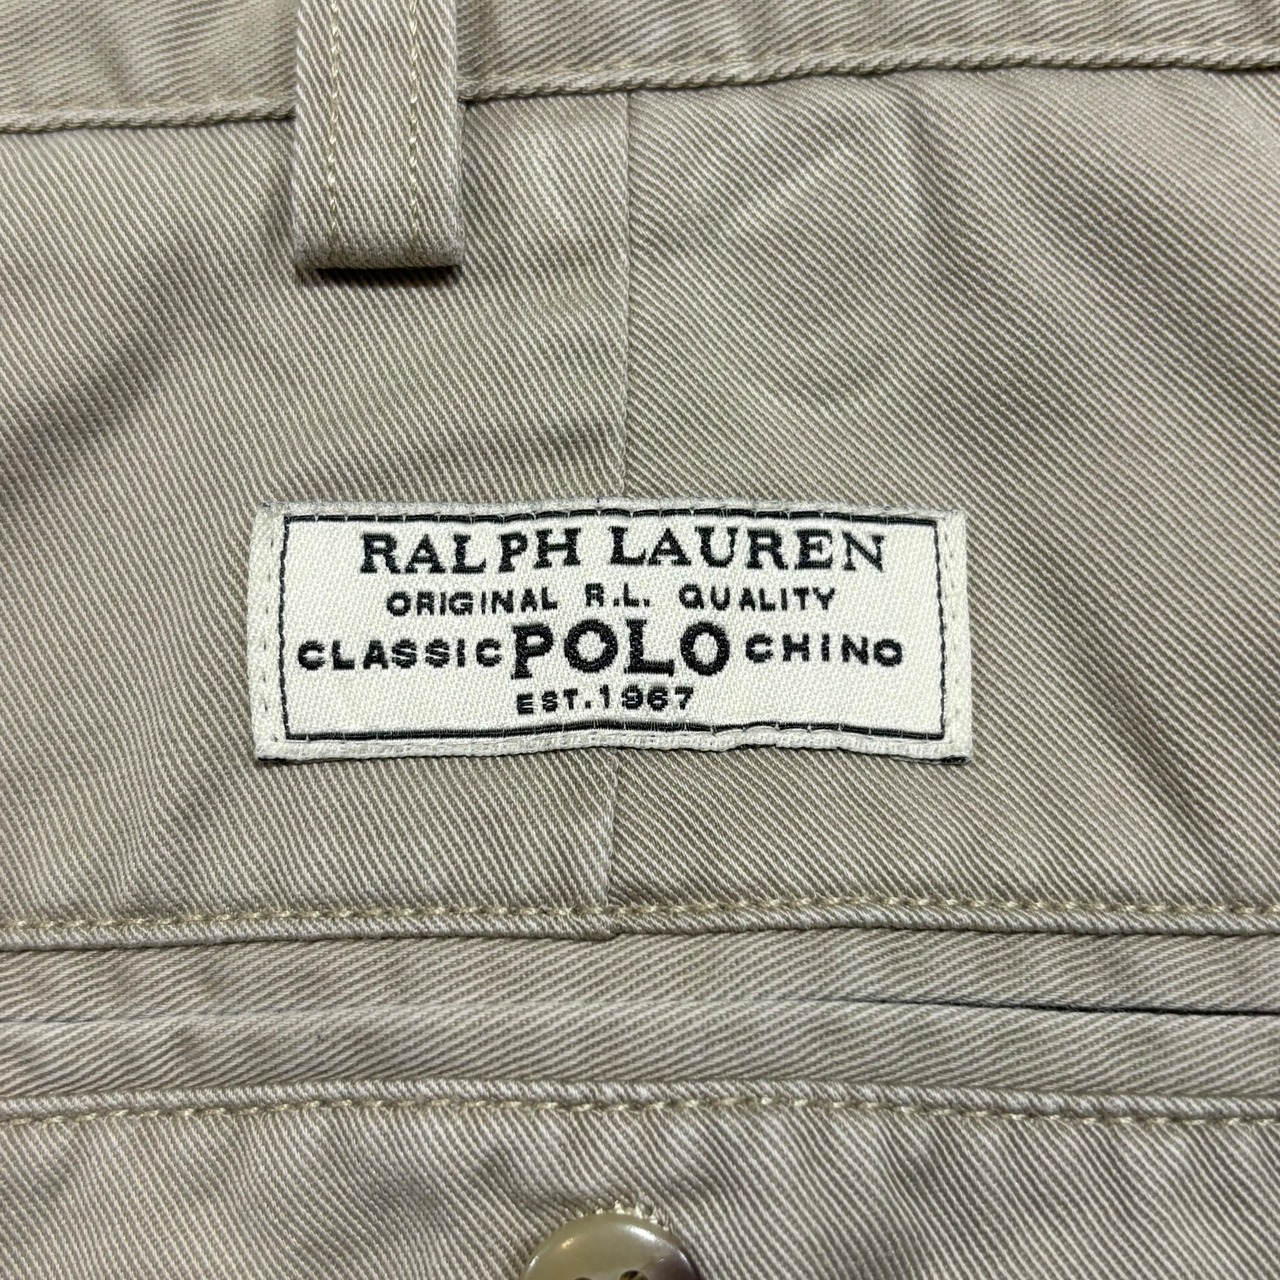 RALPH LAUREN
ORIGINAL R.L. QUALITY
CLASSIC POLO CHINO
EST. 1967